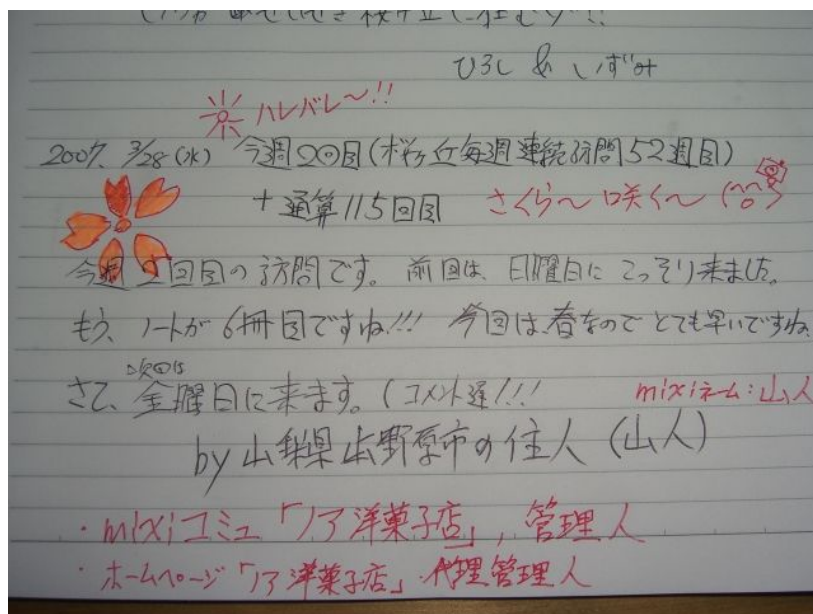 ひろし & いずみ
ハレバレ〜!!
2007. 3/28(水) 今週2回目(桜ヶ丘毎週連続訪問52週目)
+通算115回目 さくら〜咲く〜(^o^)
今週2回目の訪問です。前回は、日曜日にこっそり来ました。
もう、ノートが6冊目ですね!!! 今回は、春なのでとても早いですね
次回は
さて、金曜日に来ます。(コメント遅!!! mixiネーム:山人
by 山梨県上野原市の住人(山人)
・mixiコミュ「ノア洋菓子店」,管理人
・ホームページ「ノア洋菓子店」代理管理人